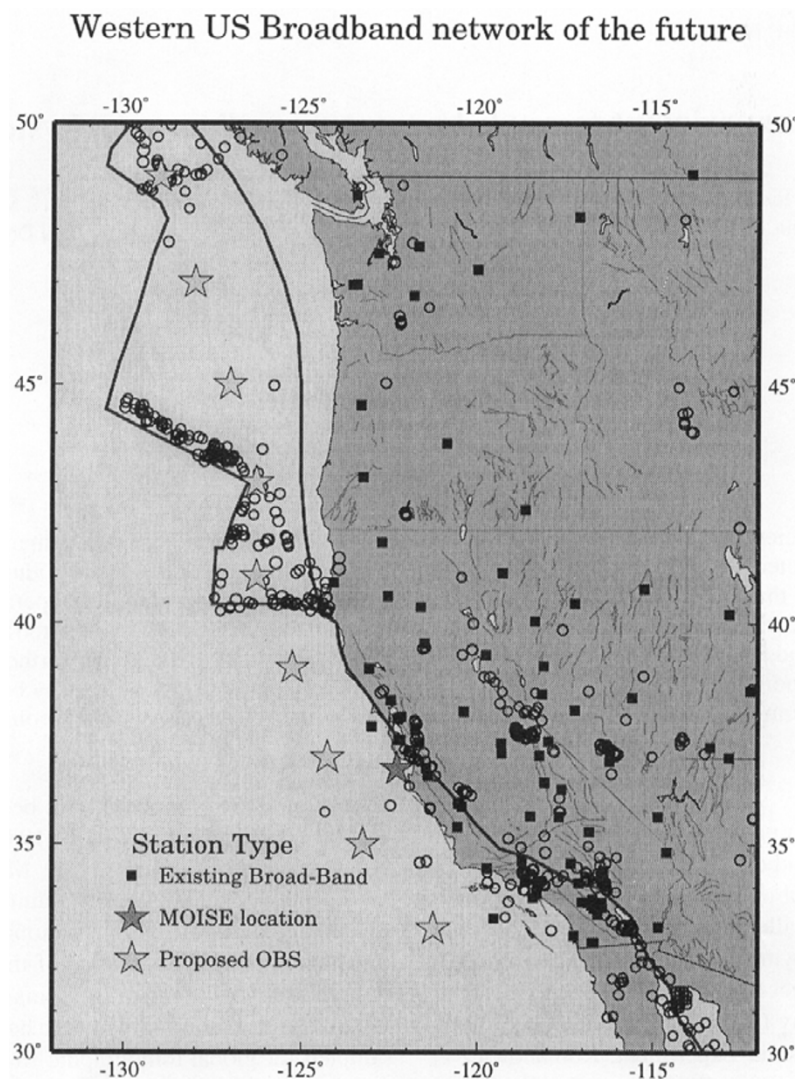 Western US Broadband network of the future
-130° -125° -120° -115°
50° 50°
45° 45°
40° 40°
35° 35°
Station Type
Existing Broad-Band
MOISE location
Proposed OBS
30° 30°
-130° -125° -120° -115°